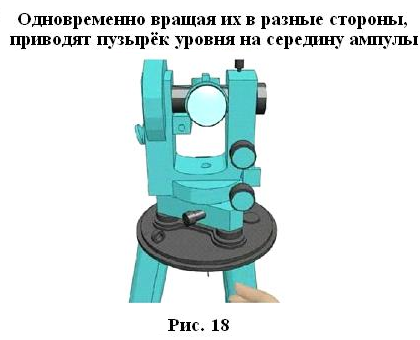 Одновременно вращая их в разные стороны,
приводят пузырёк уровня на середину ампулы
Рис. 18